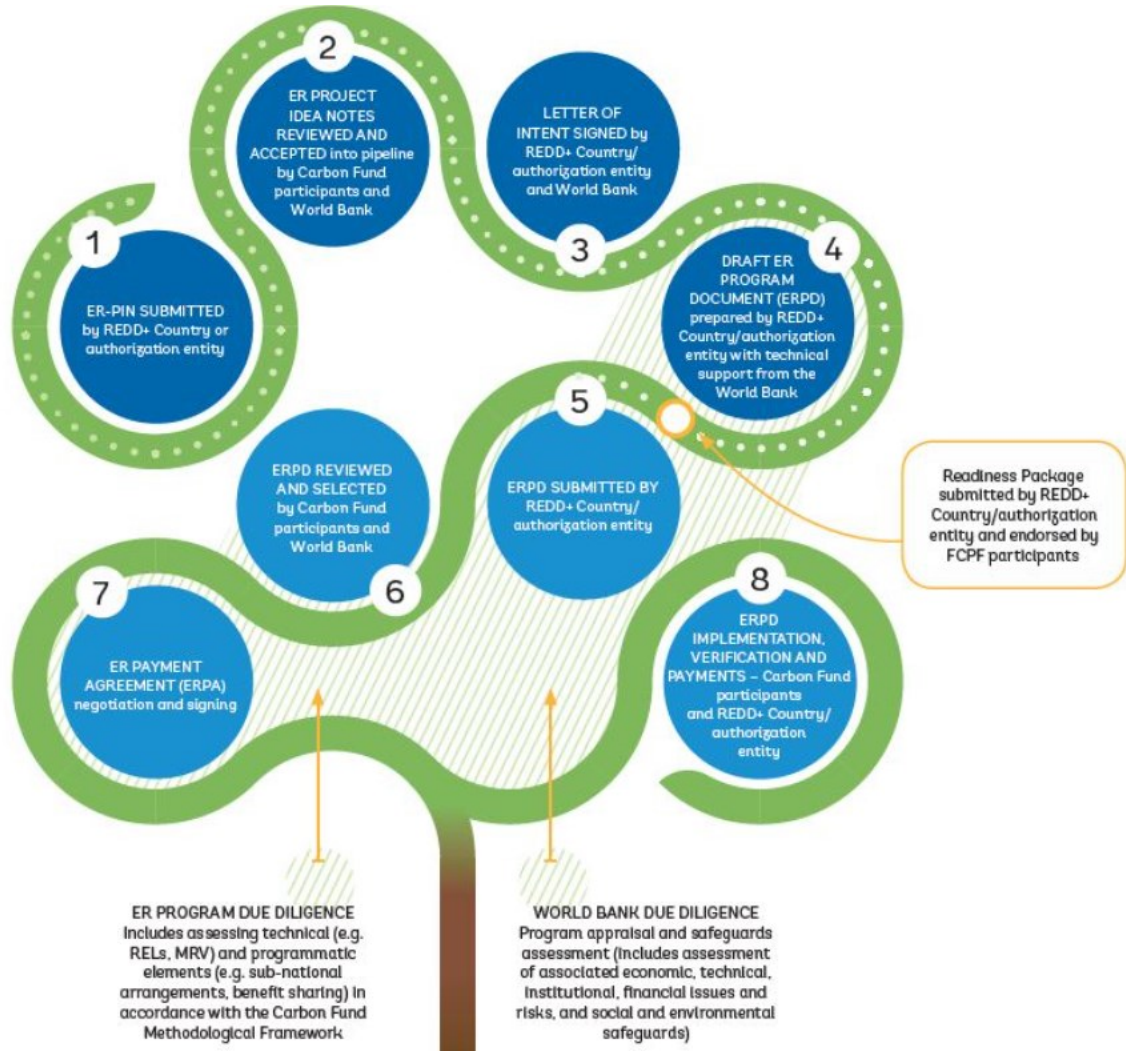 1
ER-PIN SUBMITTED
by REDD+ Country or
authorization entity
2
ER PROJECT
IDEA NOTES
REVIEWED AND
ACCEPTED into pipeline
by Carbon Fund
participants and
World Bank
LETTER OF
INTENT SIGNED by
REDD+ Country/
authorization entity
and World Bank
3
4
DRAFT ER
PROGRAM
DOCUMENT (ERPD)
prepared by REDD+
Country/authorization
entity with technical
support from the
World Bank
Readiness Package
submitted by REDD+
Country/authorization
entity and endorsed by
FCPF participants
5
ERPD SUBMITTED BY
REDD+ Country/
authorization entity
ERPD REVIEWED
AND SELECTED
by Carbon Fund
participants and
World Bank
6
7
ER PAYMENT
AGREEMENT (ERPA)
negotiation and signing
8
ERPD
IMPLEMENTATION,
VERIFICATION AND
PAYMENTS – Carbon Fund
participants
and REDD+ Country/
authorization
entity
ER PROGRAM DUE DILIGENCE
Includes assessing technical (e.g.
RELs, MRV) and programmatic
elements (e.g. sub-national
arrangements, benefit sharing) in
accordance with the Carbon Fund
Methodological Framework
WORLD BANK DUE DILIGENCE
Program appraisal and safeguards
assessment (includes assessment
of associated economic, technical,
institutional, financial issues and
risks, and social and environmental
safeguards)